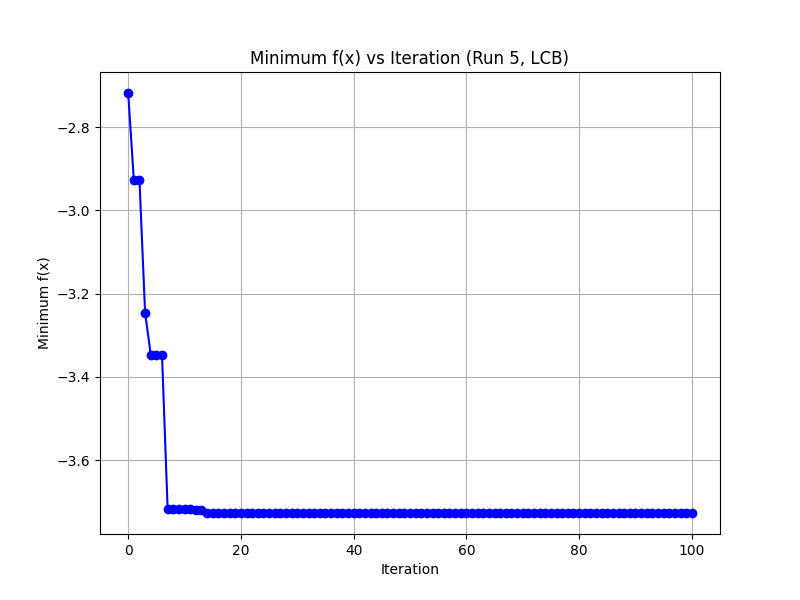 Minimum f(x) vs Iteration (Run 5, LCB)
Minimum f(x)
−2.8
−3.0
−3.2
−3.4
−3.6
0 20 40 60 80 100
Iteration